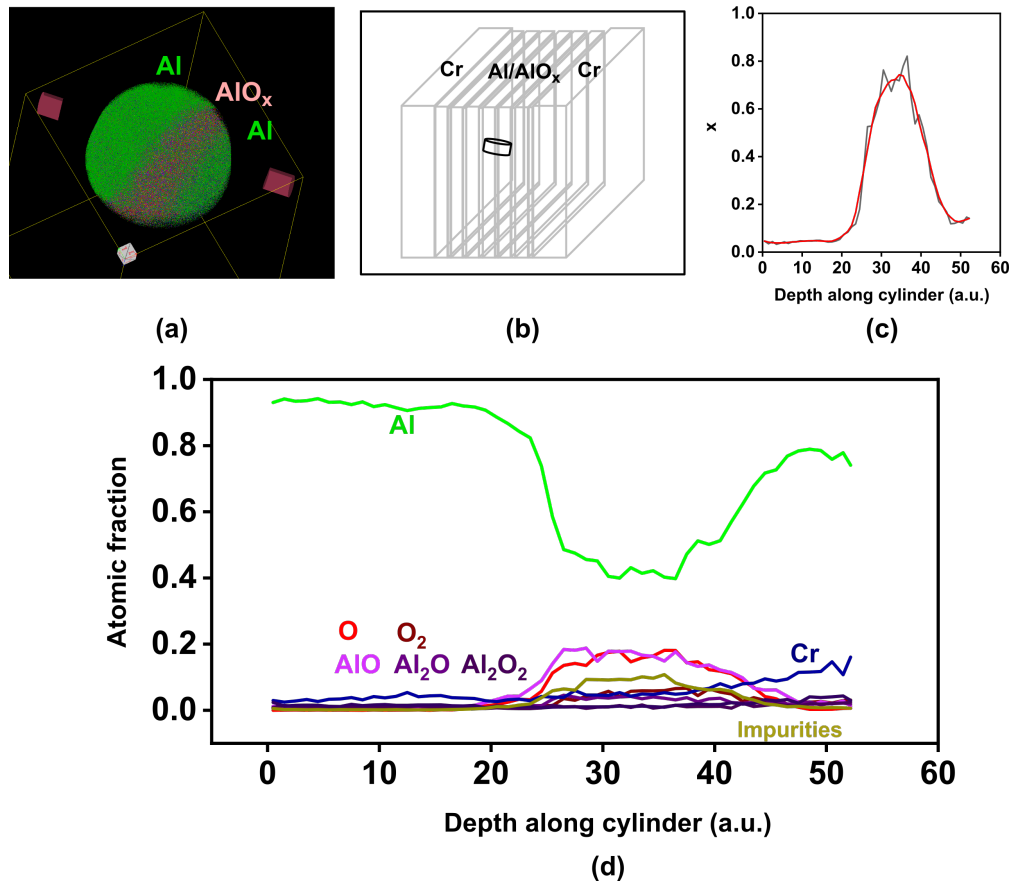 Al
AlOₓ
Al
(a)
Cr Al/AlOₓ Cr
(b)
1.0
0.8
0.6
0.4
0.2
0.0
x
0 10 20 30 40 50 60
Depth along cylinder (a.u.)
(c)
1.0
0.8
0.6
0.4
0.2
0.0
Atomic fraction
Al
O O₂
AlO Al₂O Al₂O₂
Cr
Impurities
0 10 20 30 40 50 60
Depth along cylinder (a.u.)
(d)